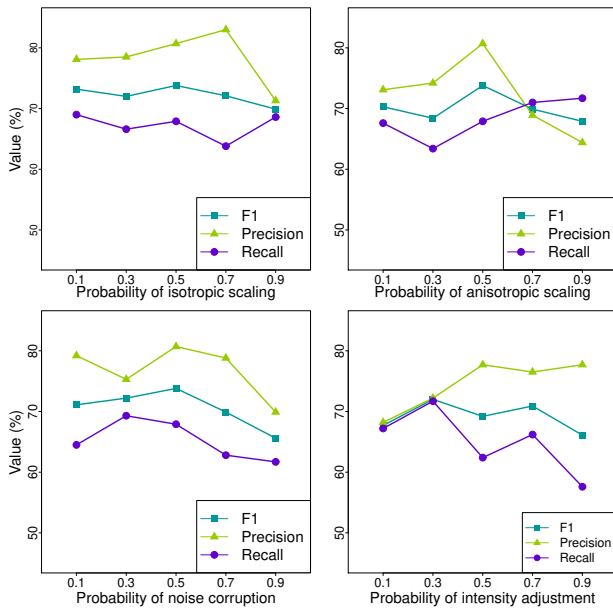 80
70
60
50
Value (%)
F1
Precision
Recall
0.1 0.3 0.5 0.7 0.9
Probability of isotropic scaling
80
70
60
50
F1
Precision
Recall
0.1 0.3 0.5 0.7 0.9
Probability of anisotropic scaling
80
70
60
50
Value (%)
F1
Precision
Recall
0.1 0.3 0.5 0.7 0.9
Probability of noise corruption
80
70
60
50
F1
Precision
Recall
0.1 0.3 0.5 0.7 0.9
Probability of intensity adjustment